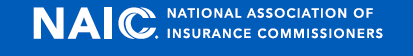 NAIC NATIONAL ASSOCIATION OF
INSURANCE COMMISSIONERS